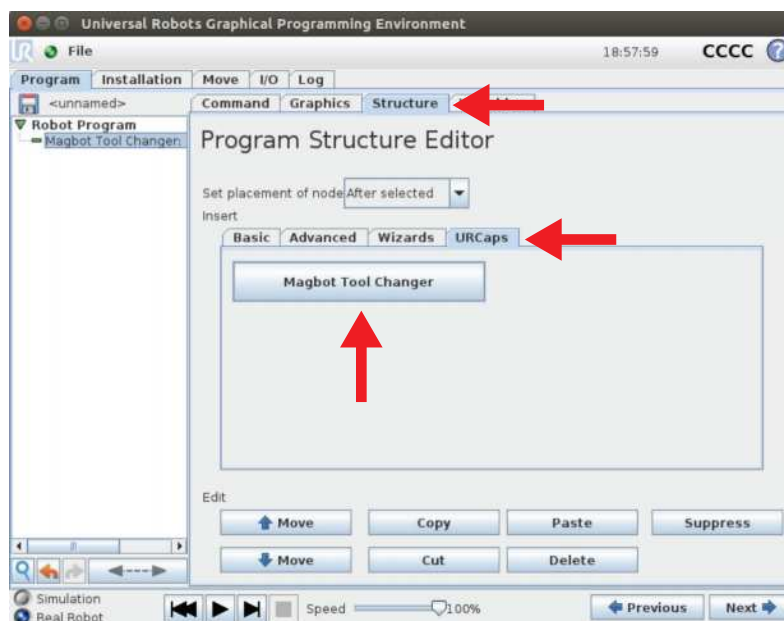 Universal Robots Graphical Programming Environment
File 18:57:59 CCCC ?
Program Installation Move I/O Log
<unnamed> Command Graphics Structure
Robot Program
Magbot Tool Changer:
Program Structure Editor
Set placement of node After selected
Insert
Basic Advanced Wizards URCaps
Magbot Tool Changer
Edit
Move Copy Paste Suppress
Move Cut Delete
Simulation
Real Robot
Speed 100% Previous Next